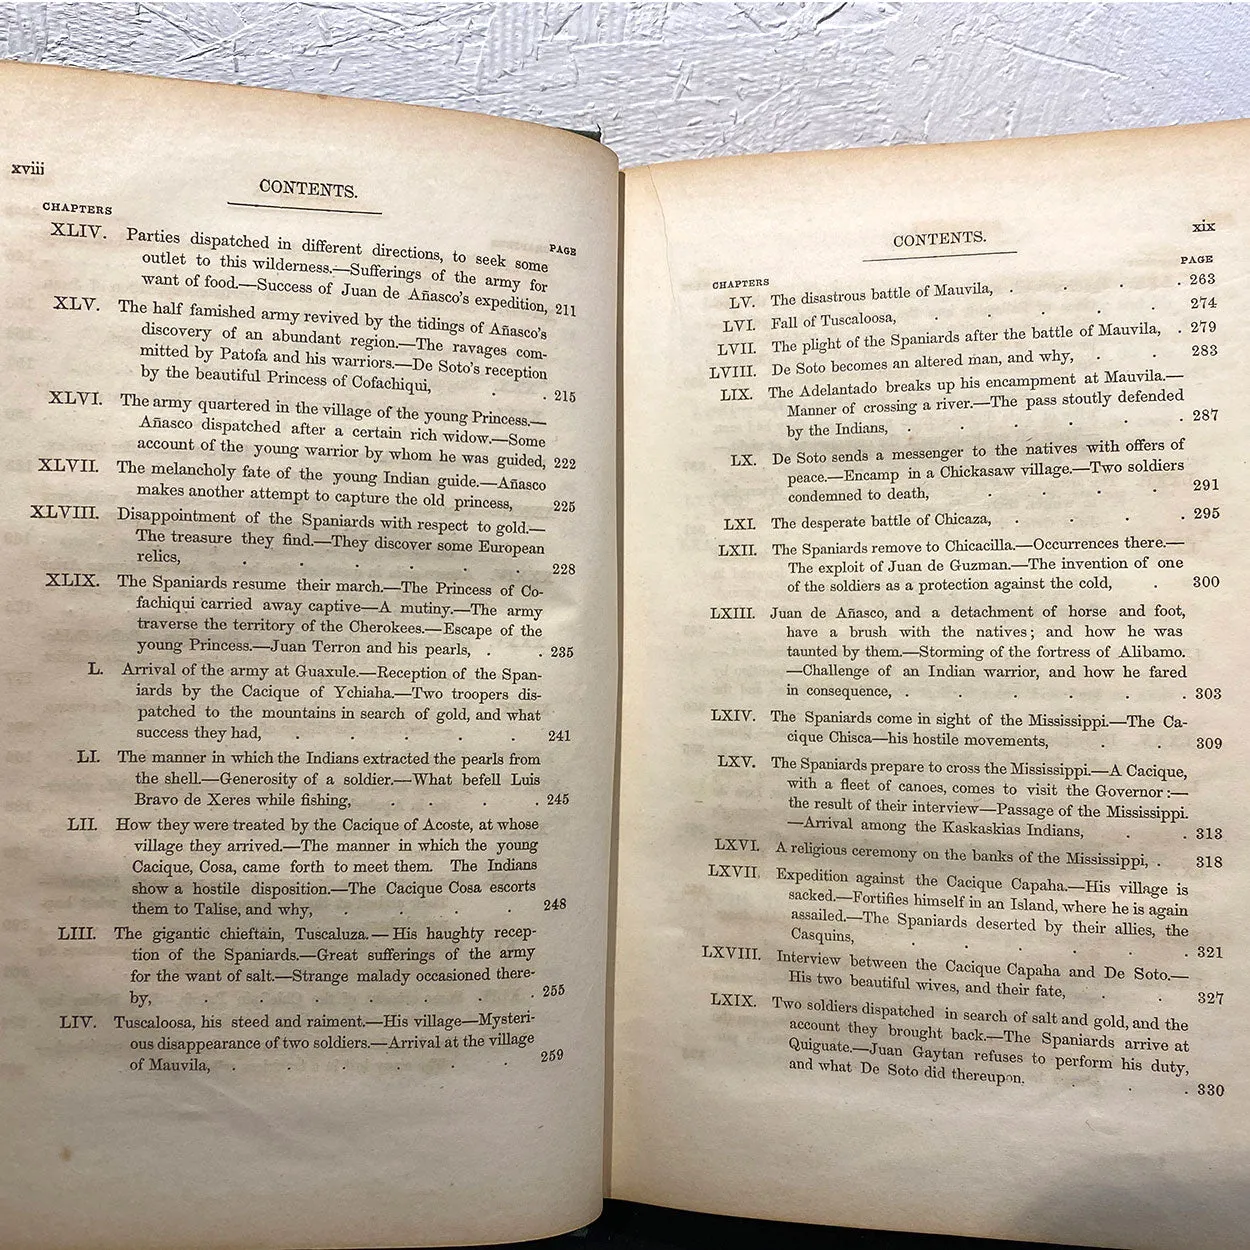 xviii
CONTENTS.
CHAPTERS
PAGE
XLIV. Parties dispatched in different directions, to seek some
outlet to this wilderness.—Sufferings of the army for
want of food.—Success of Juan de Añasco's expedition, 211
XLV. The half famished army revived by the tidings of Añasco's
discovery of an abundant region.—The ravages com-
mitted by Patofa and his warriors.—De Soto's reception
by the beautiful Princess of Cofachiqui, . . 215
XLVI. The army quartered in the village of the young Princess.—
Añasco dispatched after a certain rich widow.—Some
account of the young warrior by whom he was guided, 222
XLVII. The melancholy fate of the young Indian guide.—Añasco
makes another attempt to capture the old princess, 225
XLVIII. Disappointment of the Spaniards with respect to gold.—
The treasure they find.—They discover some European
relics, . . . . . . 228
XLIX. The Spaniards resume their march.—The Princess of Co-
fachiqui carried away captive—A mutiny.—The army
traverse the territory of the Cherokees.—Escape of the
young Princess.—Juan Terron and his pearls, . . 235
L. Arrival of the army at Guaxule.—Reception of the Span-
iards by the Cacique of Ychiaha.—Two troopers dis-
patched to the mountains in search of gold, and what
success they had, . . . . . 241
LI. The manner in which the Indians extracted the pearls from
the shell.—Generosity of a soldier.—What befell Luis
Bravo de Xeres while fishing, . . . . 245
LII. How they were treated by the Cacique of Acoste, at whose
village they arrived.—The manner in which the young
Cacique, Cosa, came forth to meet them. The Indians
show a hostile disposition.—The Cacique Cosa escorts
them to Talise, and why, . . . . 248
LIII. The gigantic chieftain, Tuscaluza.—His haughty recep-
tion of the Spaniards.—Great sufferings of the army
for the want of salt.—Strange malady occasioned there-
by, . . . . . . . 255
LIV. Tuscaloosa, his steed and raiment.—His village—Mysteri-
ous disappearance of two soldiers.—Arrival at the village
of Mauvila, . . . . . . 259
CONTENTS.
xix
CHAPTERS
PAGE
LV. The disastrous battle of Mauvila, . . . . 263
LVI. Fall of Tuscaloosa, . . . . . 274
LVII. The plight of the Spaniards after the battle of Mauvila, . 279
LVIII. De Soto becomes an altered man, and why, . . 283
LIX. The Adelantado breaks up his encampment at Mauvila.—
Manner of crossing a river.—The pass stoutly defended
by the Indians, . . . . . . 287
LX. De Soto sends a messenger to the natives with offers of
peace.—Encamp in a Chickasaw village.—Two soldiers
condemned to death, . . . . 291
LXI. The desperate battle of Chicaza, . . . . 295
LXII. The Spaniards remove to Chicacilla.—Occurrences there.—
The exploit of Juan de Guzman.—The invention of one
of the soldiers as a protection against the cold, . 300
LXIII. Juan de Añasco, and a detachment of horse and foot,
have a brush with the natives; and how he was
taunted by them.—Storming of the fortress of Alibamo.
—Challenge of an Indian warrior, and how he fared
in consequence, . . . . . . 303
LXIV. The Spaniards come in sight of the Mississippi.—The Ca-
cique Chisca—his hostile movements, . . 309
LXV. The Spaniards prepare to cross the Mississippi.—A Cacique,
with a fleet of canoes, comes to visit the Governor:—
the result of their interview—Passage of the Mississippi.
—Arrival among the Kaskaskias Indians, . . 313
LXVI. A religious ceremony on the banks of the Mississippi, . 318
LXVII. Expedition against the Cacique Capaha.—His village is
sacked.—Fortifies himself in an Island, where he is again
assailed.—The Spaniards deserted by their allies, the
Casquins, . . . . . . 321
LXVIII. Interview between the Cacique Capaha and De Soto.—
His two beautiful wives, and their fate, . . 327
LXIX. Two soldiers dispatched in search of salt and gold, and the
account they brought back.—The Spaniards arrive at
Quiguate.—Juan Gaytan refuses to perform his duty,
and what De Soto did thereupon. . . . 330